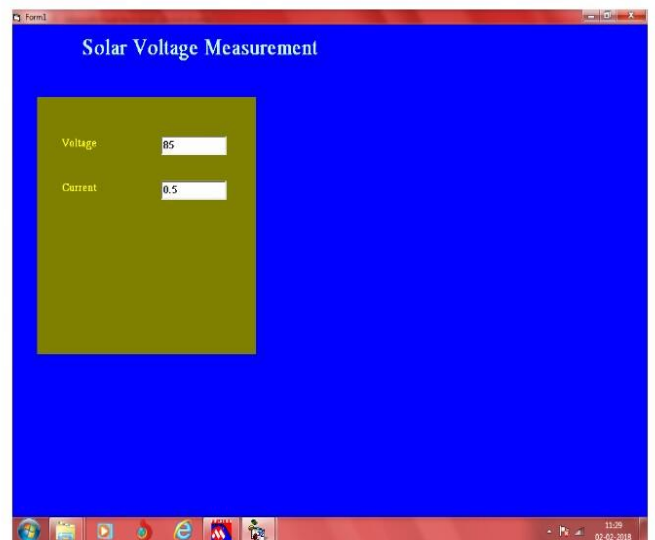 Form1
Solar Voltage Measurement
Voltage 85
Current 0.5
11:29
02-02-2018